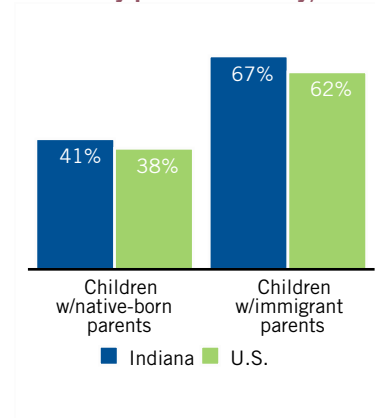 41%
38%
67%
62%
Children
w/native-born
parents
Children
w/immigrant
parents
Indiana
U.S.